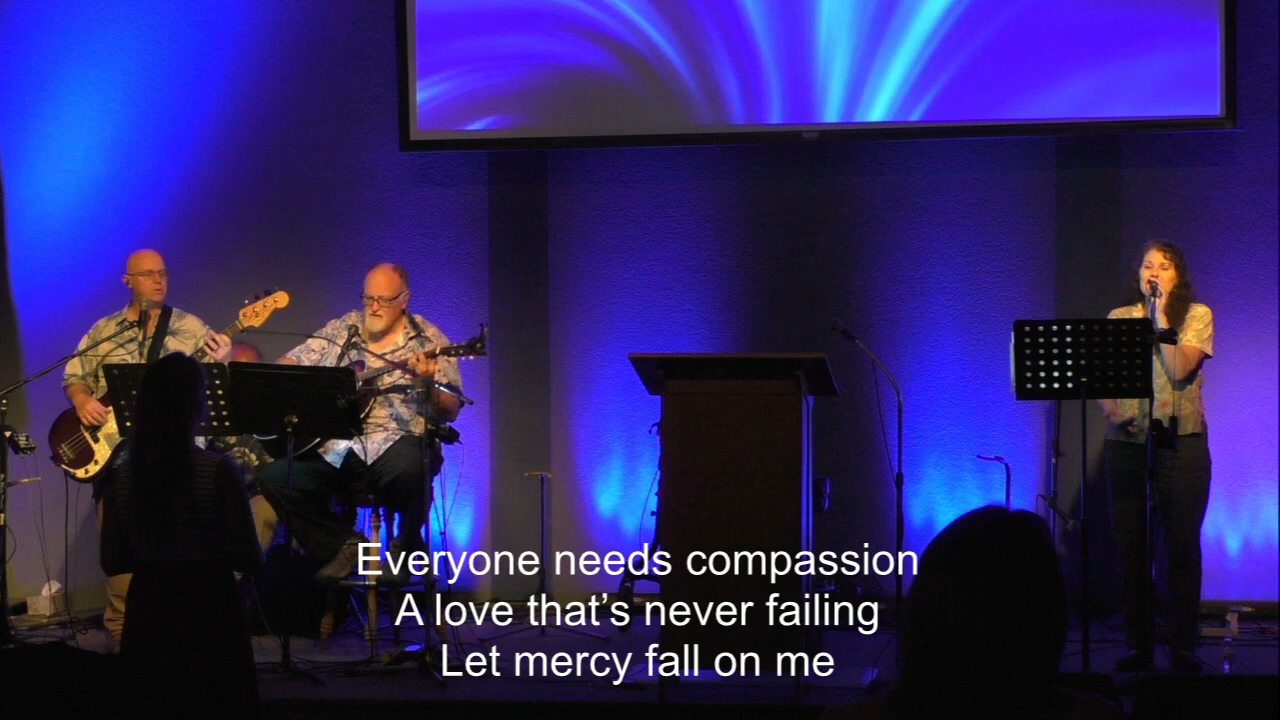 Everyone needs compassion
A love that’s never failing
Let mercy fall on me